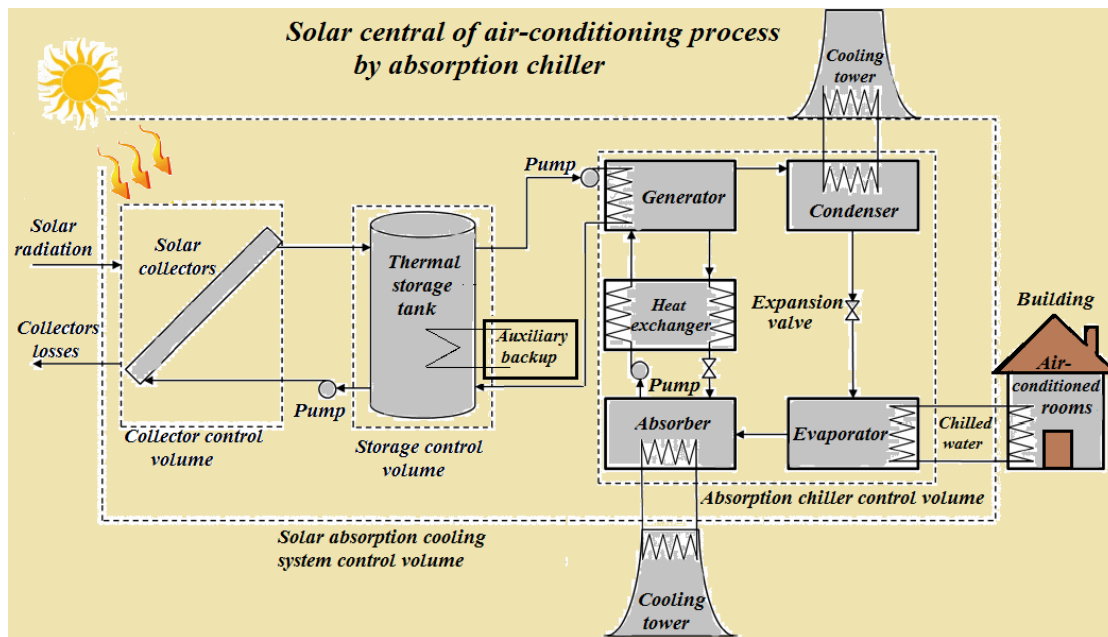 Solar central of air-conditioning process
by absorption chiller
Cooling
tower
Pump
Generator
Condenser
Solar
radiation
Solar
collectors
Thermal
storage
tank
Heat
exchanger
Expansion
valve
Building
Collectors
losses
Auxiliary
backup
Air-
conditioned
rooms
Pump
Pump
Absorber
Evaporator
Chilled
water
Collector control
volume
Storage control
volume
Absorption chiller control volume
Solar absorption cooling
system control volume
Cooling
tower